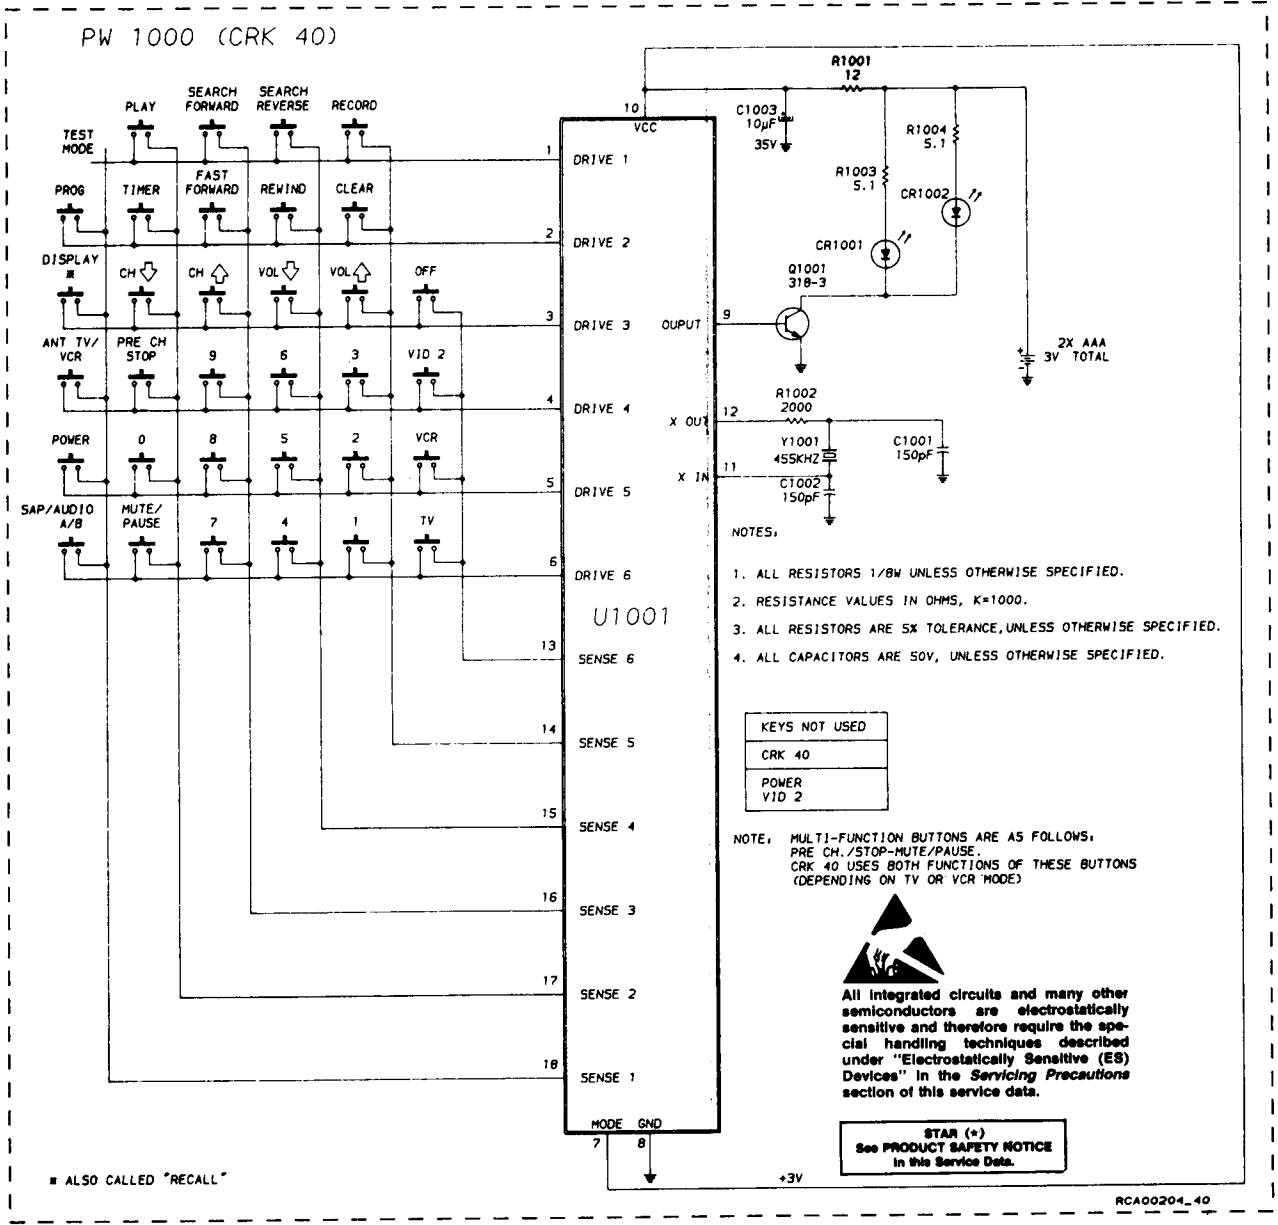 PW 1000 (CRK 40)
TEST MODE
PLAY
SEARCH FORWARD
SEARCH REVERSE
RECORD
PROG
TIMER
FAST FORWARD
REWIND
CLEAR
DISPLAY
CH
CH
VOL
VOL
OFF
ANT TV/ VCR
PRE CH STOP
9
6
3
VID 2
POWER
0
8
5
2
VCR
SAP/AUDIO A/B
MUTE/ PAUSE
7
4
1
TV
10
VCC
1
DRIVE 1
2
DRIVE 2
3
DRIVE 3
4
DRIVE 4
5
DRIVE 5
6
DRIVE 6
U1001
13
SENSE 6
14
SENSE 5
15
SENSE 4
16
SENSE 3
17
SENSE 2
18
SENSE 1
MODE
GND
7
8
OUPUT
9
X OUT
12
X IN
11
R1001
12
C1003
10µF
35V
R1004
5.1
R1003
5.1
CR1002
CR1001
Q1001
318-3
2X AAA
3V TOTAL
+
-
R1002
2000
Y1001
455KHZ
C1001
150pF
C1002
150pF
NOTES:
1. ALL RESISTORS 1/8W UNLESS OTHERWISE SPECIFIED.
2. RESISTANCE VALUES IN OHMS, K=1000.
3. ALL RESISTORS ARE 5% TOLERANCE, UNLESS OTHERWISE SPECIFIED.
4. ALL CAPACITORS ARE 50V, UNLESS OTHERWISE SPECIFIED.
KEYS NOT USED
CRK 40
POWER
VID 2
NOTE: MULTI-FUNCTION BUTTONS ARE AS FOLLOWS:
PRE CH./STOP-MUTE/PAUSE.
CRK 40 USES BOTH FUNCTIONS OF THESE BUTTONS
(DEPENDING ON TV OR VCR MODE)
All integrated circuits and many other
semiconductors are electrostatically
sensitive and therefore require the spe-
cial handling techniques described
under "Electrostatically Sensitive (ES)
Devices" in the Servicing Precautions
section of this service data.
STAR (★)
See PRODUCT SAFETY NOTICE
in this Service Data.
+3V
※ ALSO CALLED "RECALL"
RCA00204_40